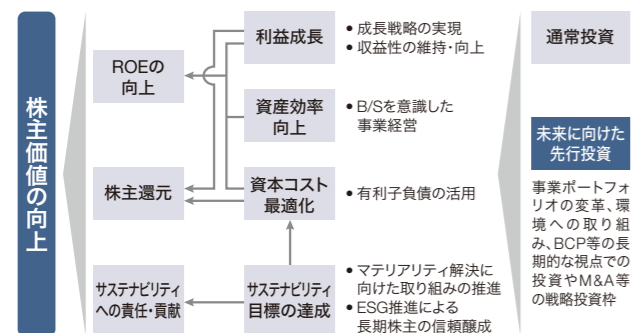 株主価値の向上
ROEの
向上
株主還元
サステナビリティ
への責任・貢献
利益成長
資産効率
向上
資本コスト
最適化
サステナビリティ
目標の達成
• 成長戦略の実現
• 収益性の維持・向上
• B/Sを意識した
事業経営
• 有利子負債の活用
• マテリアリティ解決に
向けた取り組みの推進
• ESG推進による
長期株主の信頼醸成
通常投資
未来に向けた
先行投資
事業ポートフォ
リオの変革、環
境への取り組
み、BCP等の長
期的な視点での
投資やM&A等
の戦略投資枠